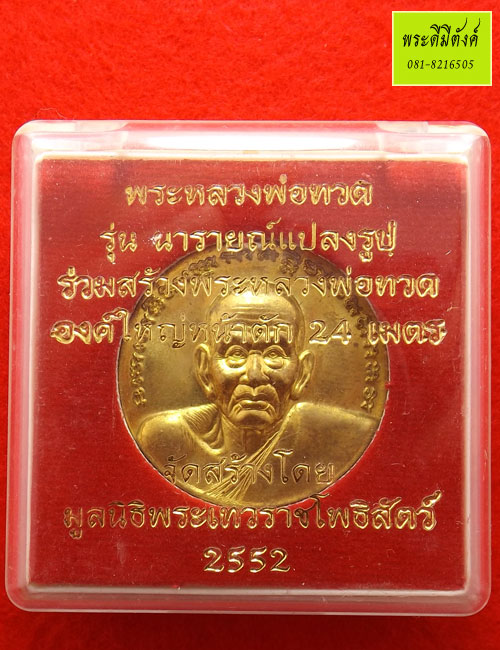 พระดีมีตังค์
081-8216505
พระหลวงพ่อทวด
รุ่น นารายณ์แปลงรูป
ร่วมสร้างพระหลวงพ่อทวด
องค์ใหญ่หน้าตัก 24 เมตร
จัดสร้างโดย
มูลนิธิพระเทวราชโพธิสัตว์
2552